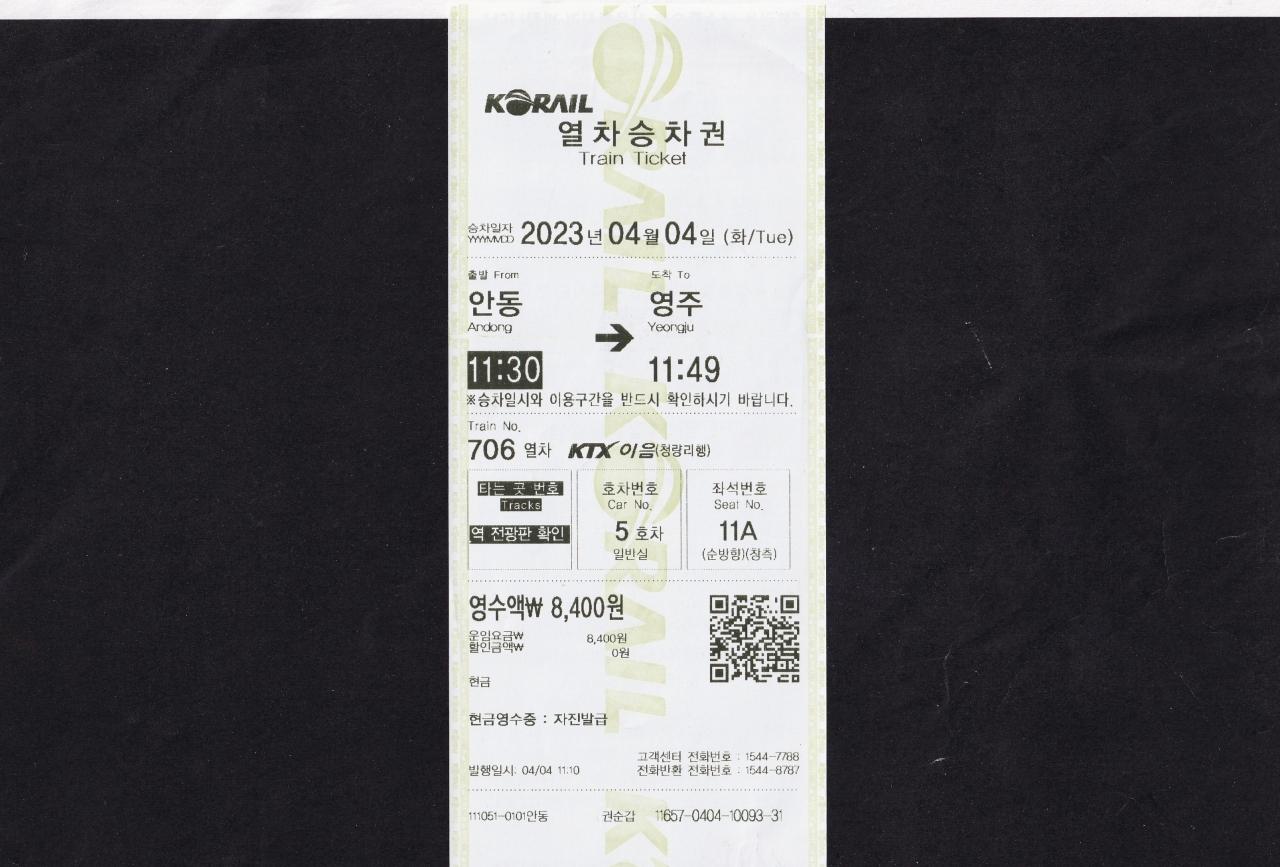 KORAIL
열차승차권
Train Ticket
승차일자 YYYYMMDD 2023년 04월 04일 (화/Tue)
출발 From 도착 To
안동 영주
Andong → Yeongju
11:30 11:49
※승차일시와 이용구간을 반드시 확인하시기 바랍니다.
Train No.
706 열차 KTX 이음(청량리행)
타는 곳 번호 호차번호 좌석번호
Tracks Car No. Seat No.
역 전광판 확인 5 호차 11A
일반실 (순방향)(창측)
영수액₩ 8,400원
운임요금₩ 8,400원
할인금액₩ 0원
현금
현금영수증 : 자진발급
고객센터 전화번호 : 1544-7788
발행일시: 04/04 11:10 전화반환 전화번호 : 1544-8787
111051-0101안동 권순갑 11657-0404-10093-31
KORAIL KORAIL K